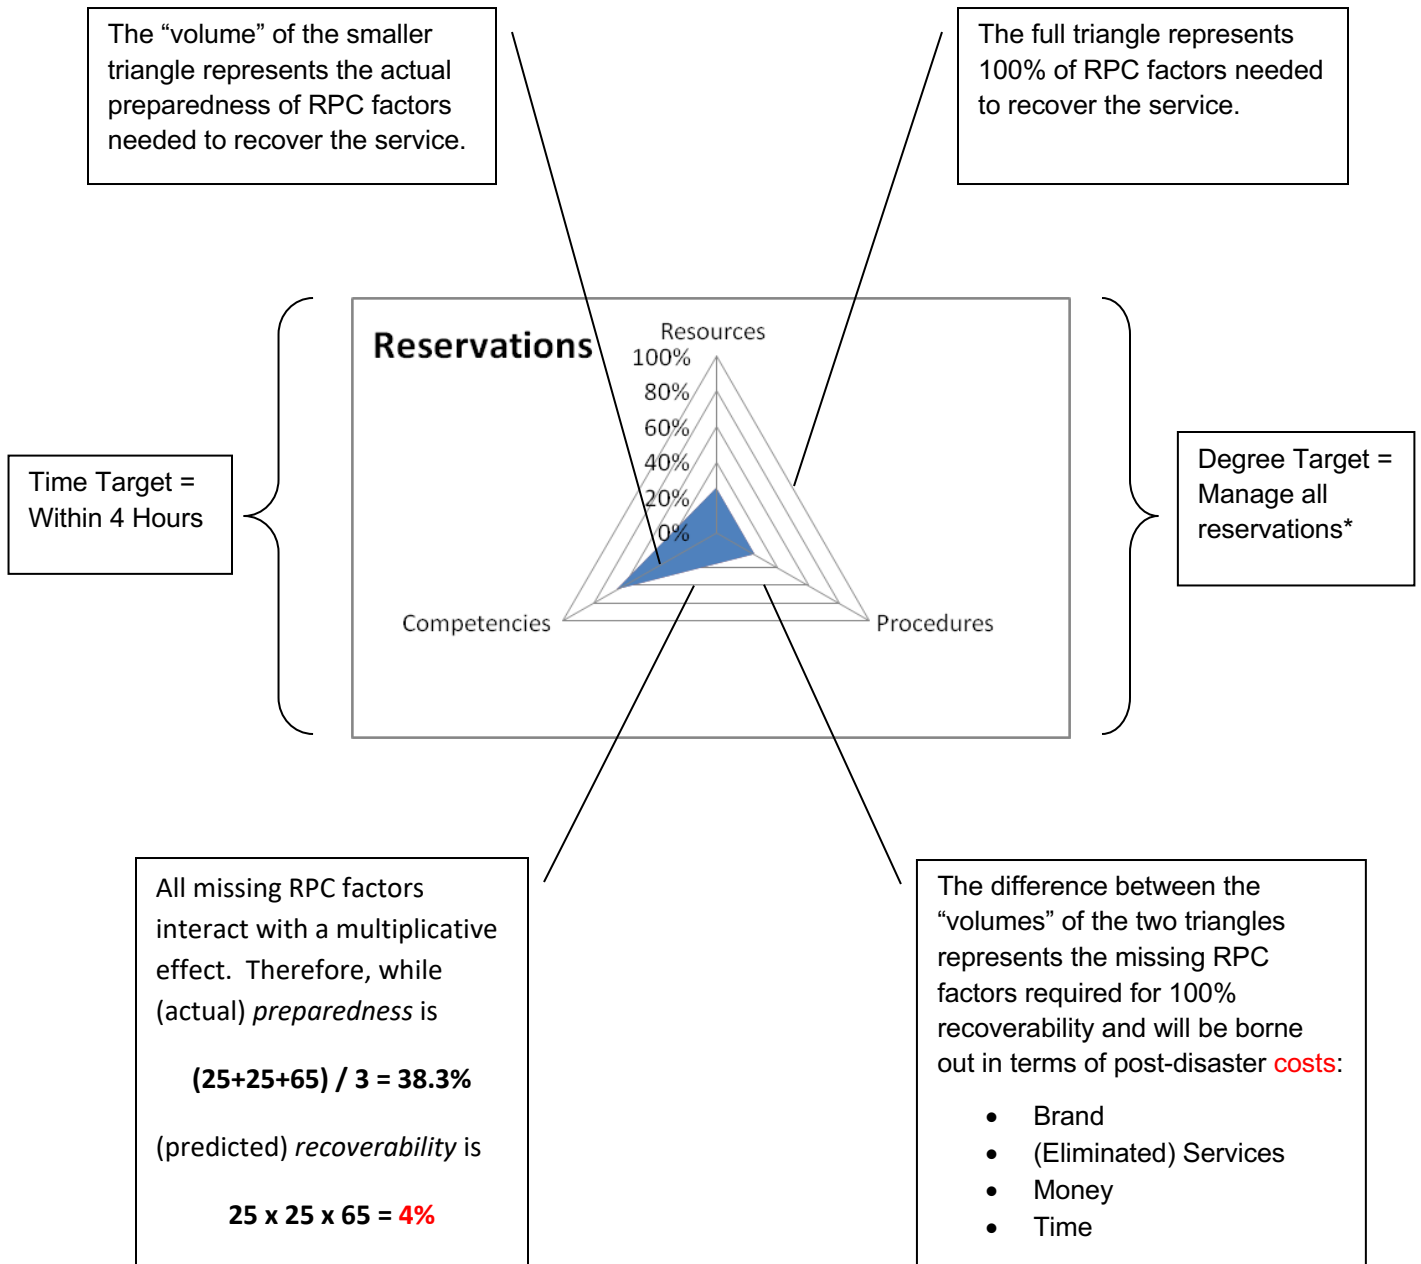 The “volume” of the smaller
triangle represents the actual
preparedness of RPC factors
needed to recover the service.
The full triangle represents
100% of RPC factors needed
to recover the service.
Reservations
Resources
100%
80%
60%
40%
20%
0%
Competencies
Procedures
Time Target =
Within 4 Hours
Degree Target =
Manage all
reservations*
All missing RPC factors
interact with a multiplicative
effect.  Therefore, while
(actual) preparedness is
(25+25+65) / 3 = 38.3%
(predicted) recoverability is
25 x 25 x 65 = 4%
The difference between the
“volumes” of the two triangles
represents the missing RPC
factors required for 100%
recoverability and will be borne
out in terms of post-disaster costs:
• Brand
• (Eliminated) Services
• Money
• Time